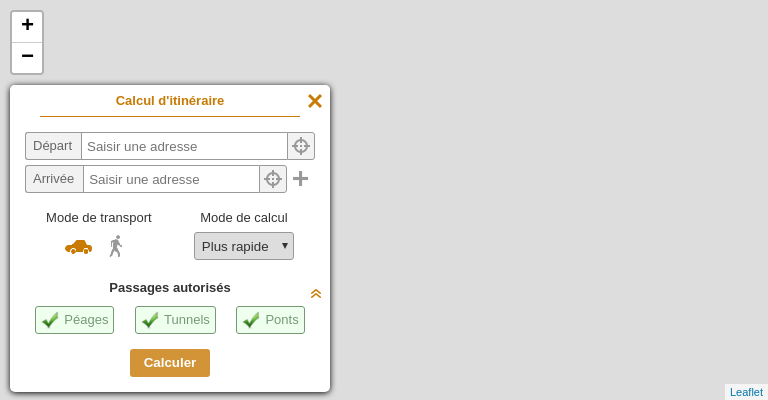 +
−
Calcul d'itinéraire
Départ Saisir une adresse
Arrivée Saisir une adresse
Mode de transport Mode de calcul
Plus rapide
Passages autorisés
Péages Tunnels Ponts
Calculer
Leaflet